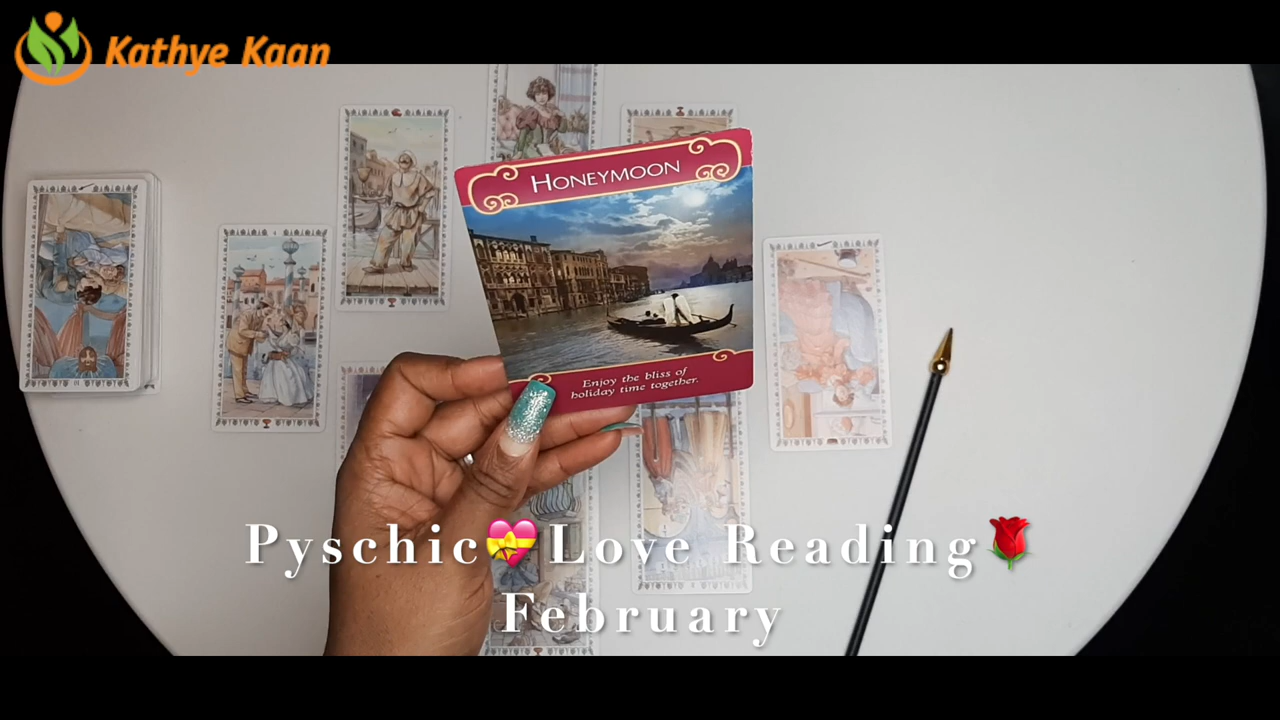 Kathye Kaan
HONEYMOON
Enjoy the bliss of
holiday time together.
Pyschic💝Love Reading🌹
February